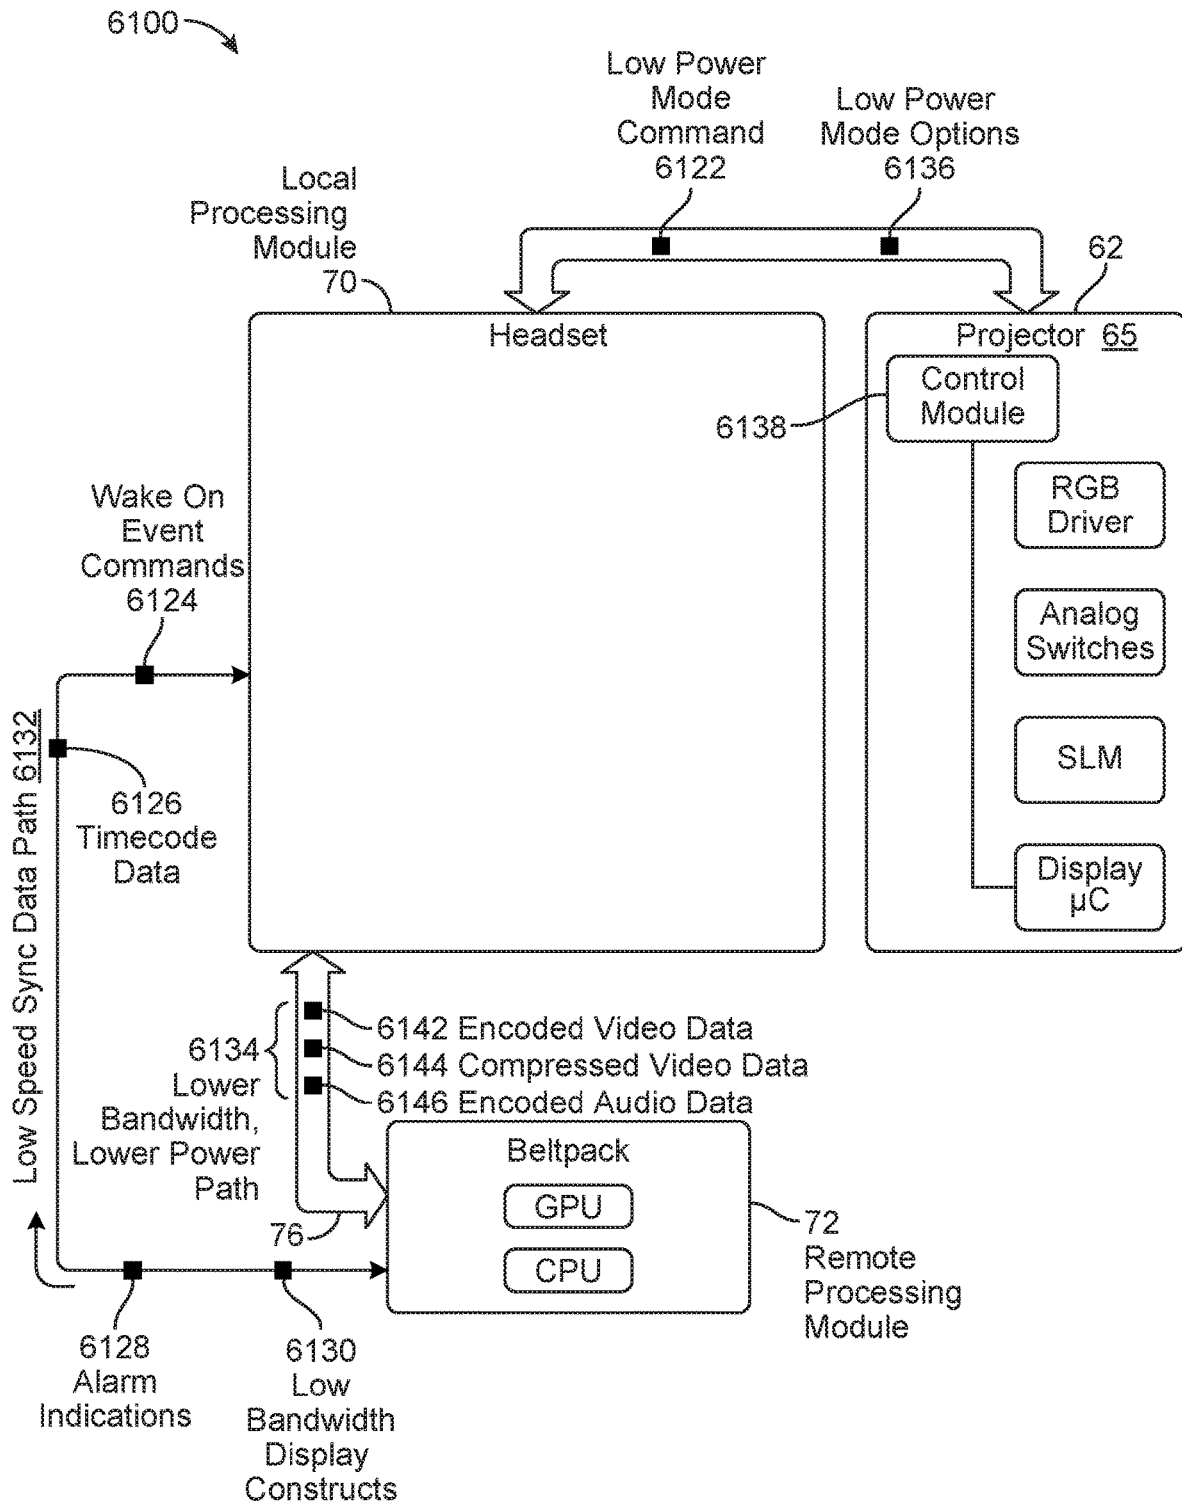 6100
Low Power
Mode
Command
6122
Low Power
Mode Options
6136
Local
Processing
Module
70
62
Headset
Projector 65
Control
Module
6138
RGB
Driver
Analog
Switches
SLM
Display
µC
Wake On
Event
Commands
6124
Low Speed Sync Data Path 6132
6126
Timecode
Data
6134
Lower
Bandwidth,
Lower Power
Path
6142 Encoded Video Data
6144 Compressed Video Data
6146 Encoded Audio Data
76
Beltpack
GPU
CPU
72
Remote
Processing
Module
6128
Alarm
Indications
6130
Low
Bandwidth
Display
Constructs